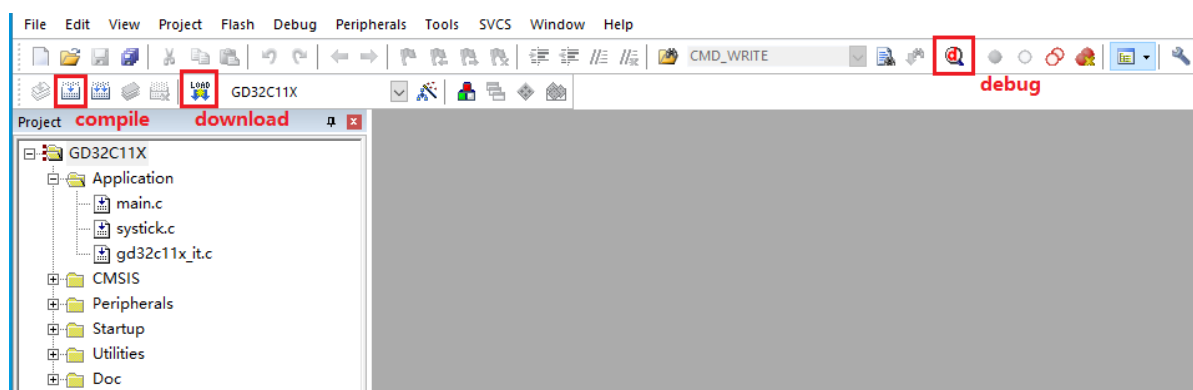 File Edit View Project Flash Debug Peripherals Tools SVCS Window Help
CMD_WRITE
debug
LOAD
GD32C11X
Project compile download
GD32C11X
Application
main.c
systick.c
gd32c11x_it.c
CMSIS
Peripherals
Startup
Utilities
Doc